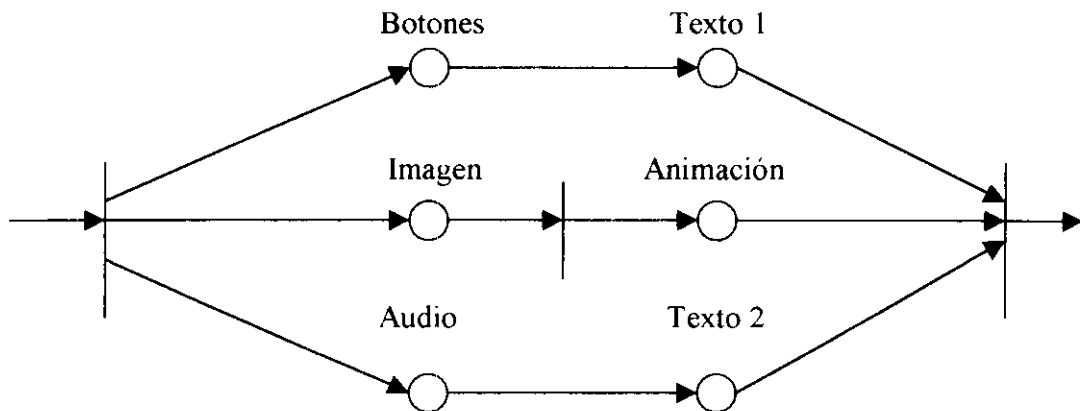 Botones
Texto 1
Imagen
Animación
Audio
Texto 2